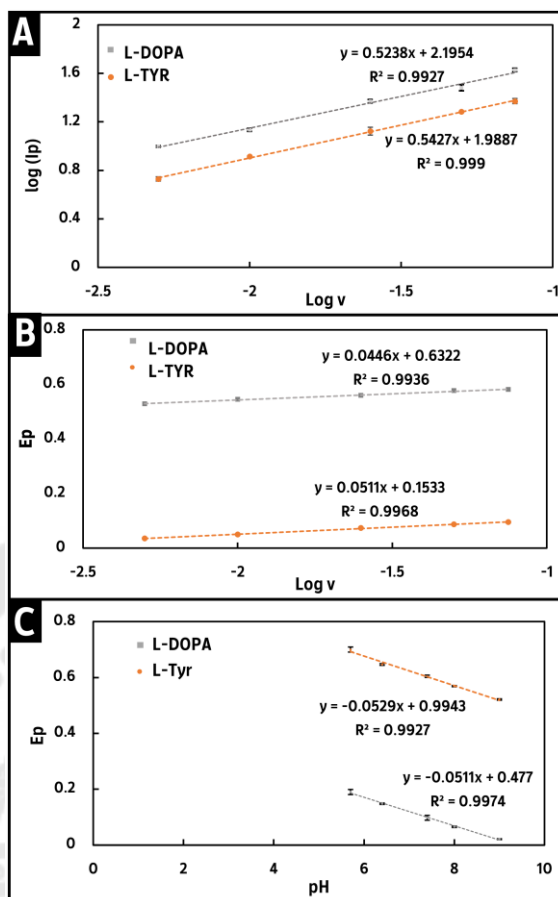 A
2
1.6
1.2
0.8
0.4
0
log (Ip)
L-DOPA
L-TYR
y = 0.5238x + 2.1954
R² = 0.9927
y = 0.5427x + 1.9887
R² = 0.999
-2.5
-2
-1.5
-1
Log v
B
0.8
0.4
0
Ep
L-DOPA
L-TYR
y = 0.0446x + 0.6322
R² = 0.9936
y = 0.0511x + 0.1533
R² = 0.9968
-2.5
-2
-1.5
-1
Log v
C
0.8
0.6
0.4
0.2
0
Ep
L-DOPA
L-Tyr
y = -0.0529x + 0.9943
R² = 0.9927
y = -0.0511x + 0.477
R² = 0.9974
0
2
4
6
8
10
pH